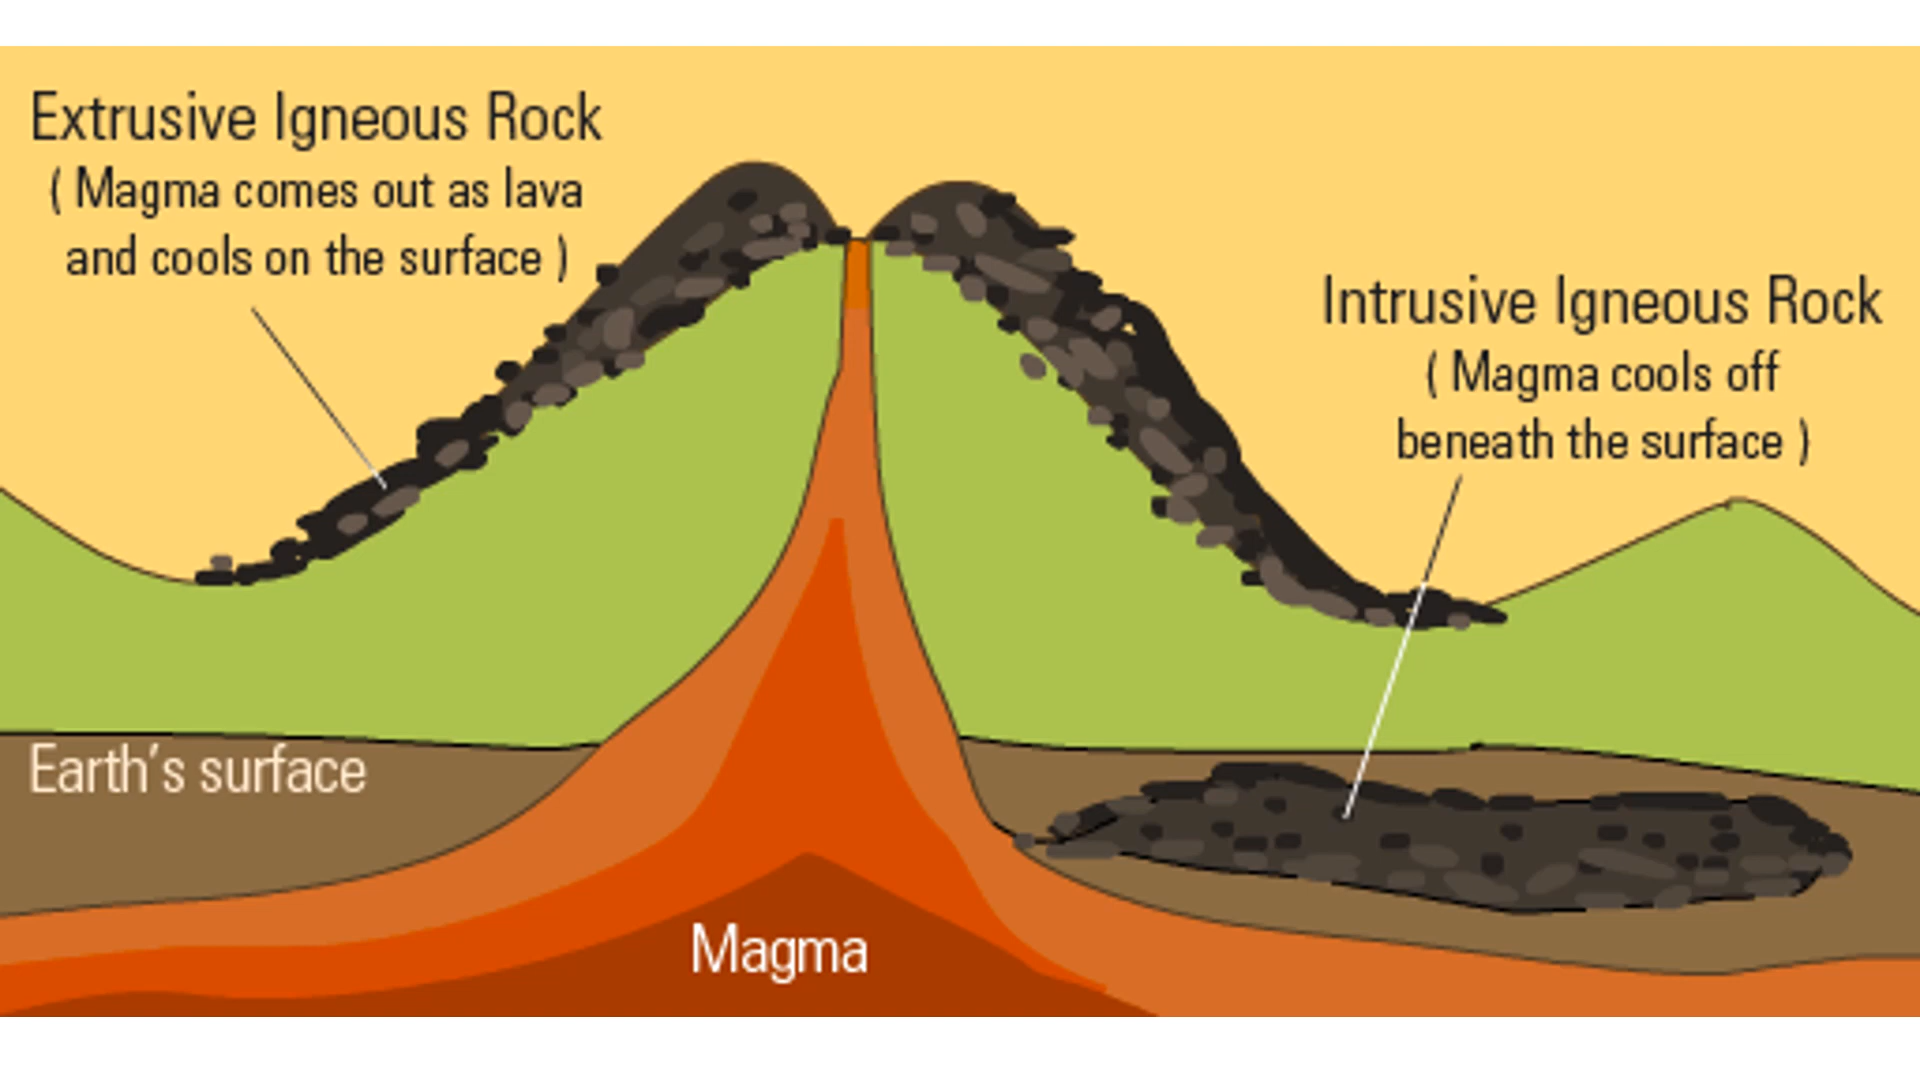 Extrusive Igneous Rock
( Magma comes out as lava
and cools on the surface )
Intrusive Igneous Rock
( Magma cools off
beneath the surface )
Earth's surface
Magma